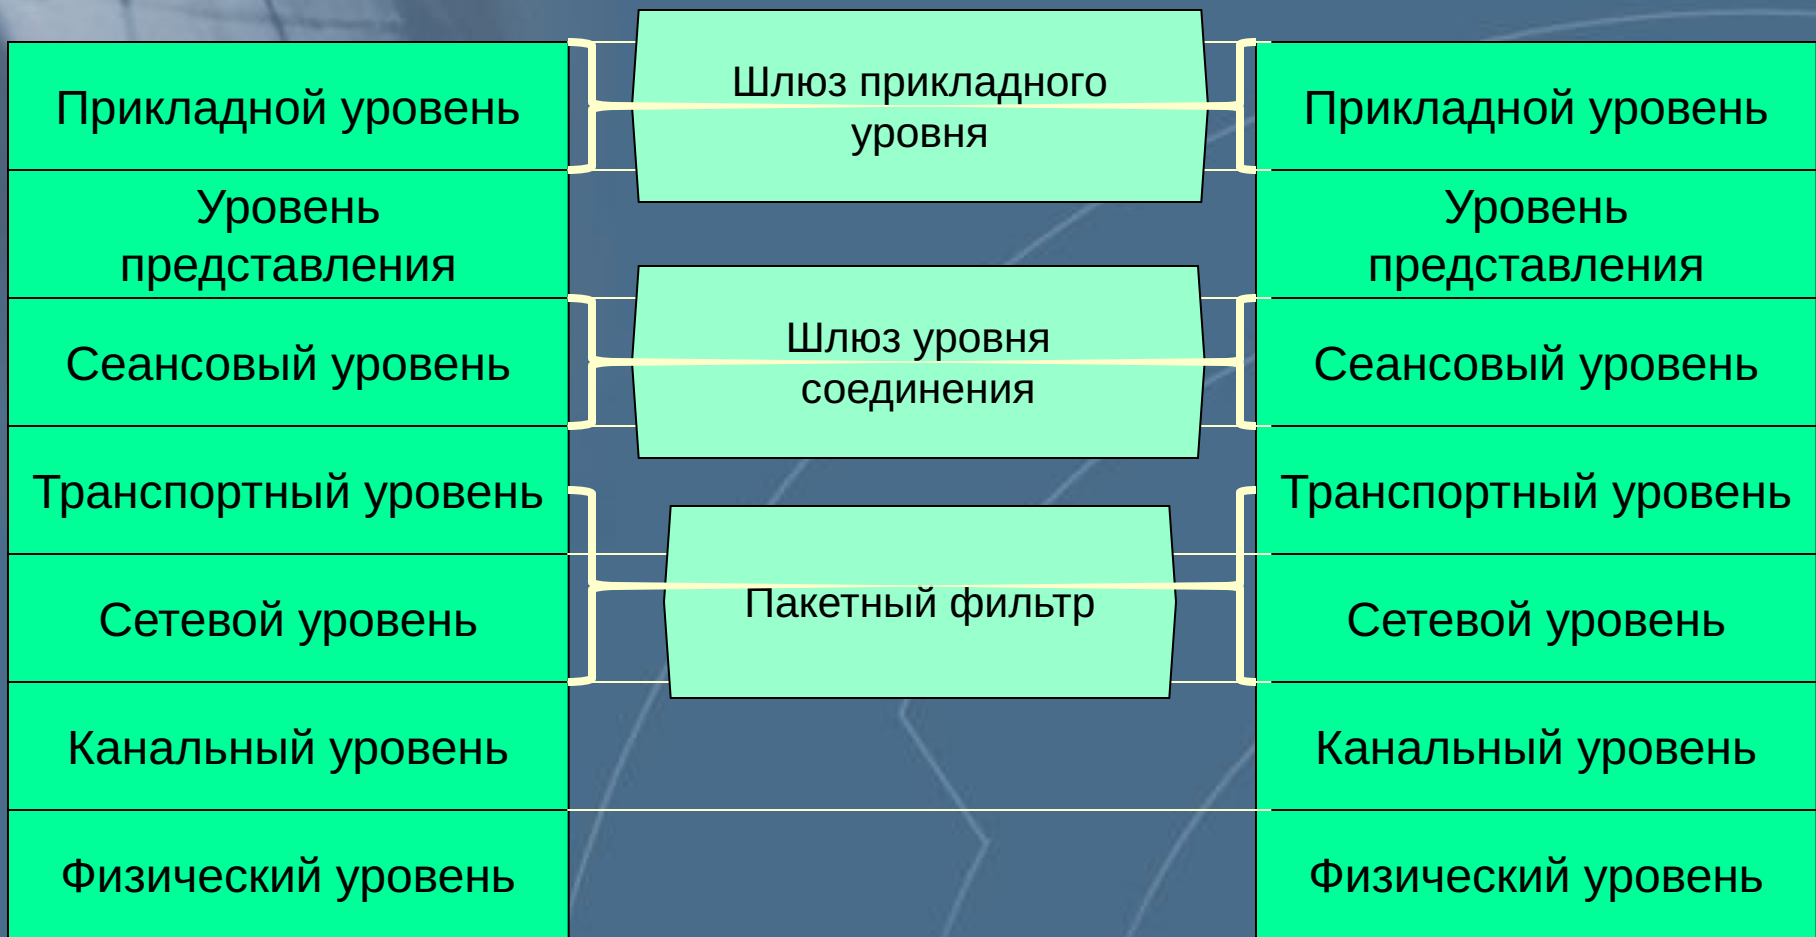 Прикладной уровень
Уровень
представления
Сеансовый уровень
Транспортный уровень
Сетевой уровень
Канальный уровень
Физический уровень
Шлюз прикладного
уровня
Шлюз уровня
соединения
Пакетный фильтр
Прикладной уровень
Уровень
представления
Сеансовый уровень
Транспортный уровень
Сетевой уровень
Канальный уровень
Физический уровень